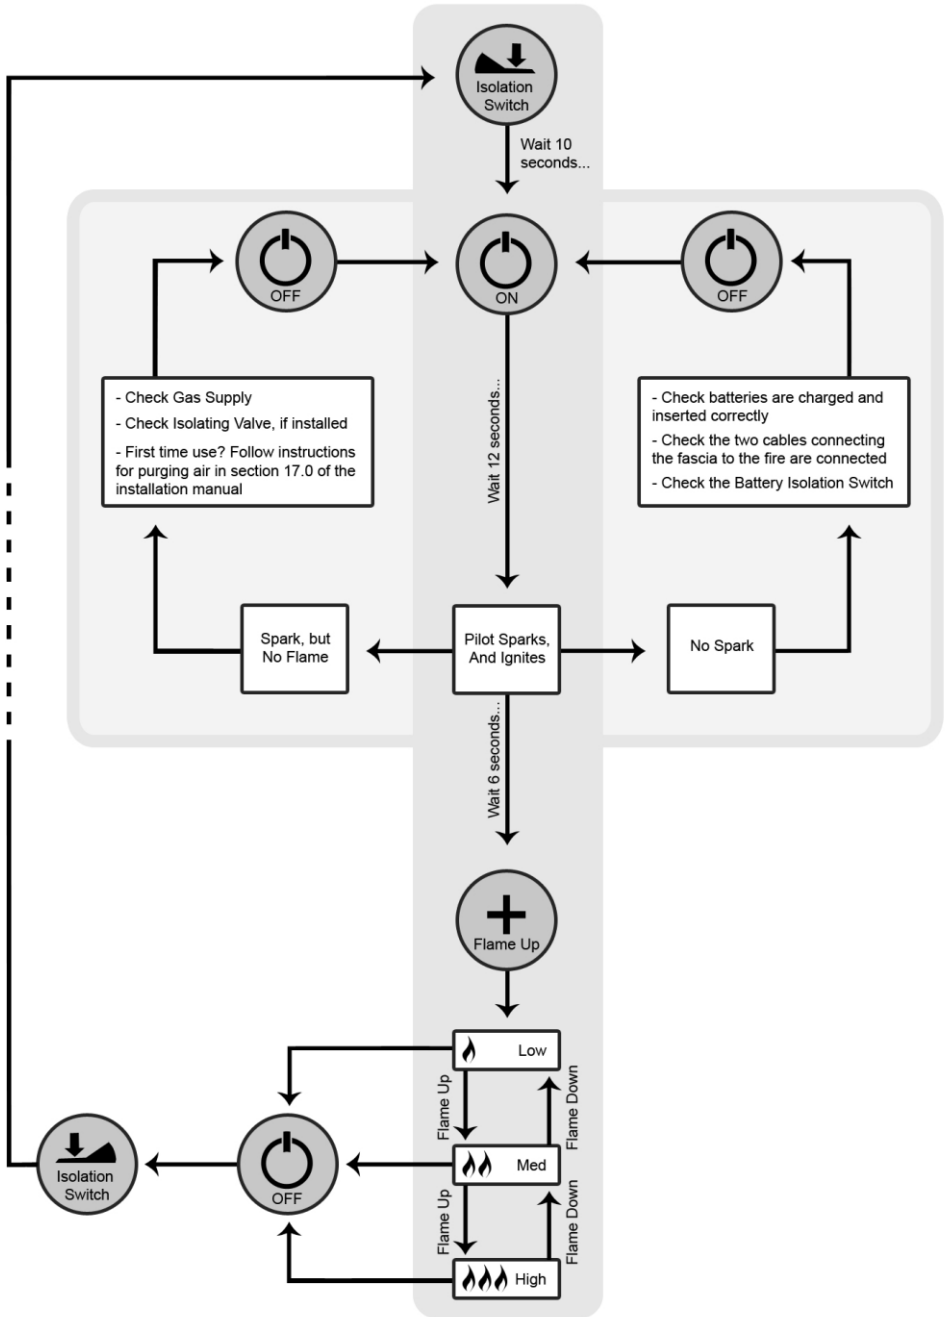 Isolation
Switch
Wait 10
seconds...
OFF
ON
OFF
- Check Gas Supply
- Check Isolating Valve, if installed
- First time use? Follow instructions
for purging air in section 17.0 of the
installation manual
Wait 12 seconds...
- Check batteries are charged and
inserted correctly
- Check the two cables connecting
the fascia to the fire are connected
- Check the Battery Isolation Switch
Spark, but
No Flame
Pilot Sparks,
And Ignites
No Spark
Wait 6 seconds...
Flame Up
Low
Flame Up
Flame Down
Isolation
Switch
OFF
Med
Flame Up
Flame Down
High